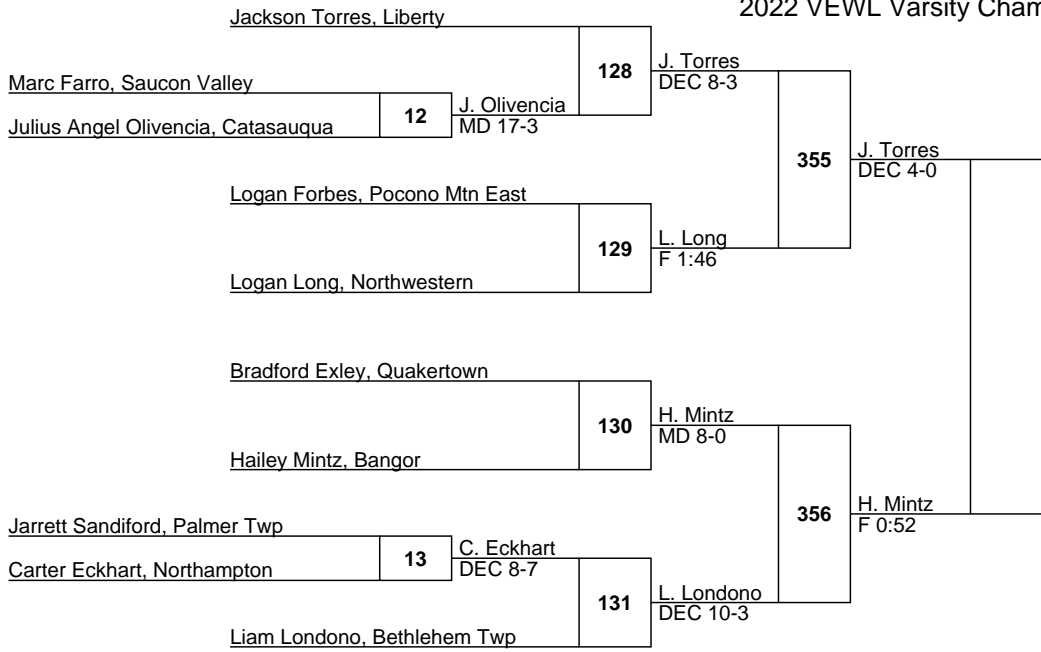 2022 VEWL Varsity Cham
Jackson Torres, Liberty
128
J. Torres
DEC 8-3
Marc Farro, Saucon Valley
12
J. Olivencia
MD 17-3
Julius Angel Olivencia, Catasauqua
355
J. Torres
DEC 4-0
Logan Forbes, Pocono Mtn East
129
L. Long
F 1:46
Logan Long, Northwestern
Bradford Exley, Quakertown
130
H. Mintz
MD 8-0
Hailey Mintz, Bangor
356
H. Mintz
F 0:52
Jarrett Sandiford, Palmer Twp
13
C. Eckhart
DEC 8-7
Carter Eckhart, Northampton
131
L. Londono
DEC 10-3
Liam Londono, Bethlehem Twp